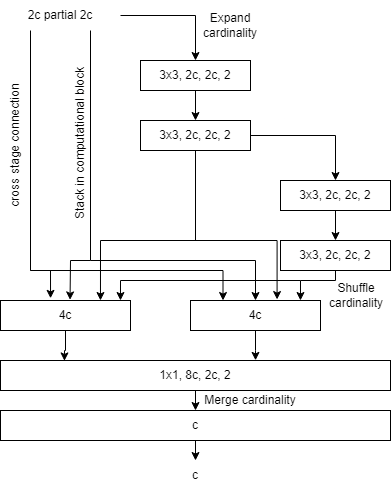 2c partial 2c
Expand
cardinality
3x3, 2c, 2c, 2
cross stage connection
Stack in computational block
3x3, 2c, 2c, 2
3x3, 2c, 2c, 2
3x3, 2c, 2c, 2
Shuffle
cardinality
4c
4c
1x1, 8c, 2c, 2
Merge cardinality
c
c